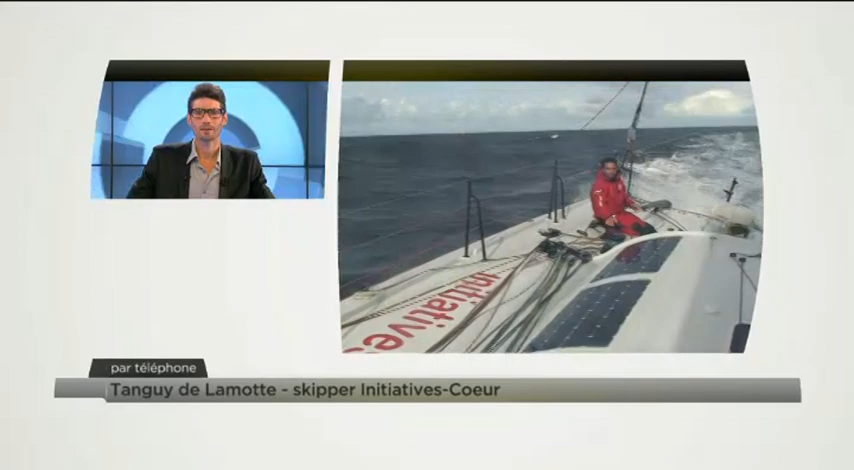 initiatives
par téléphone
Tanguy de Lamotte - skipper Initiatives-Coeur